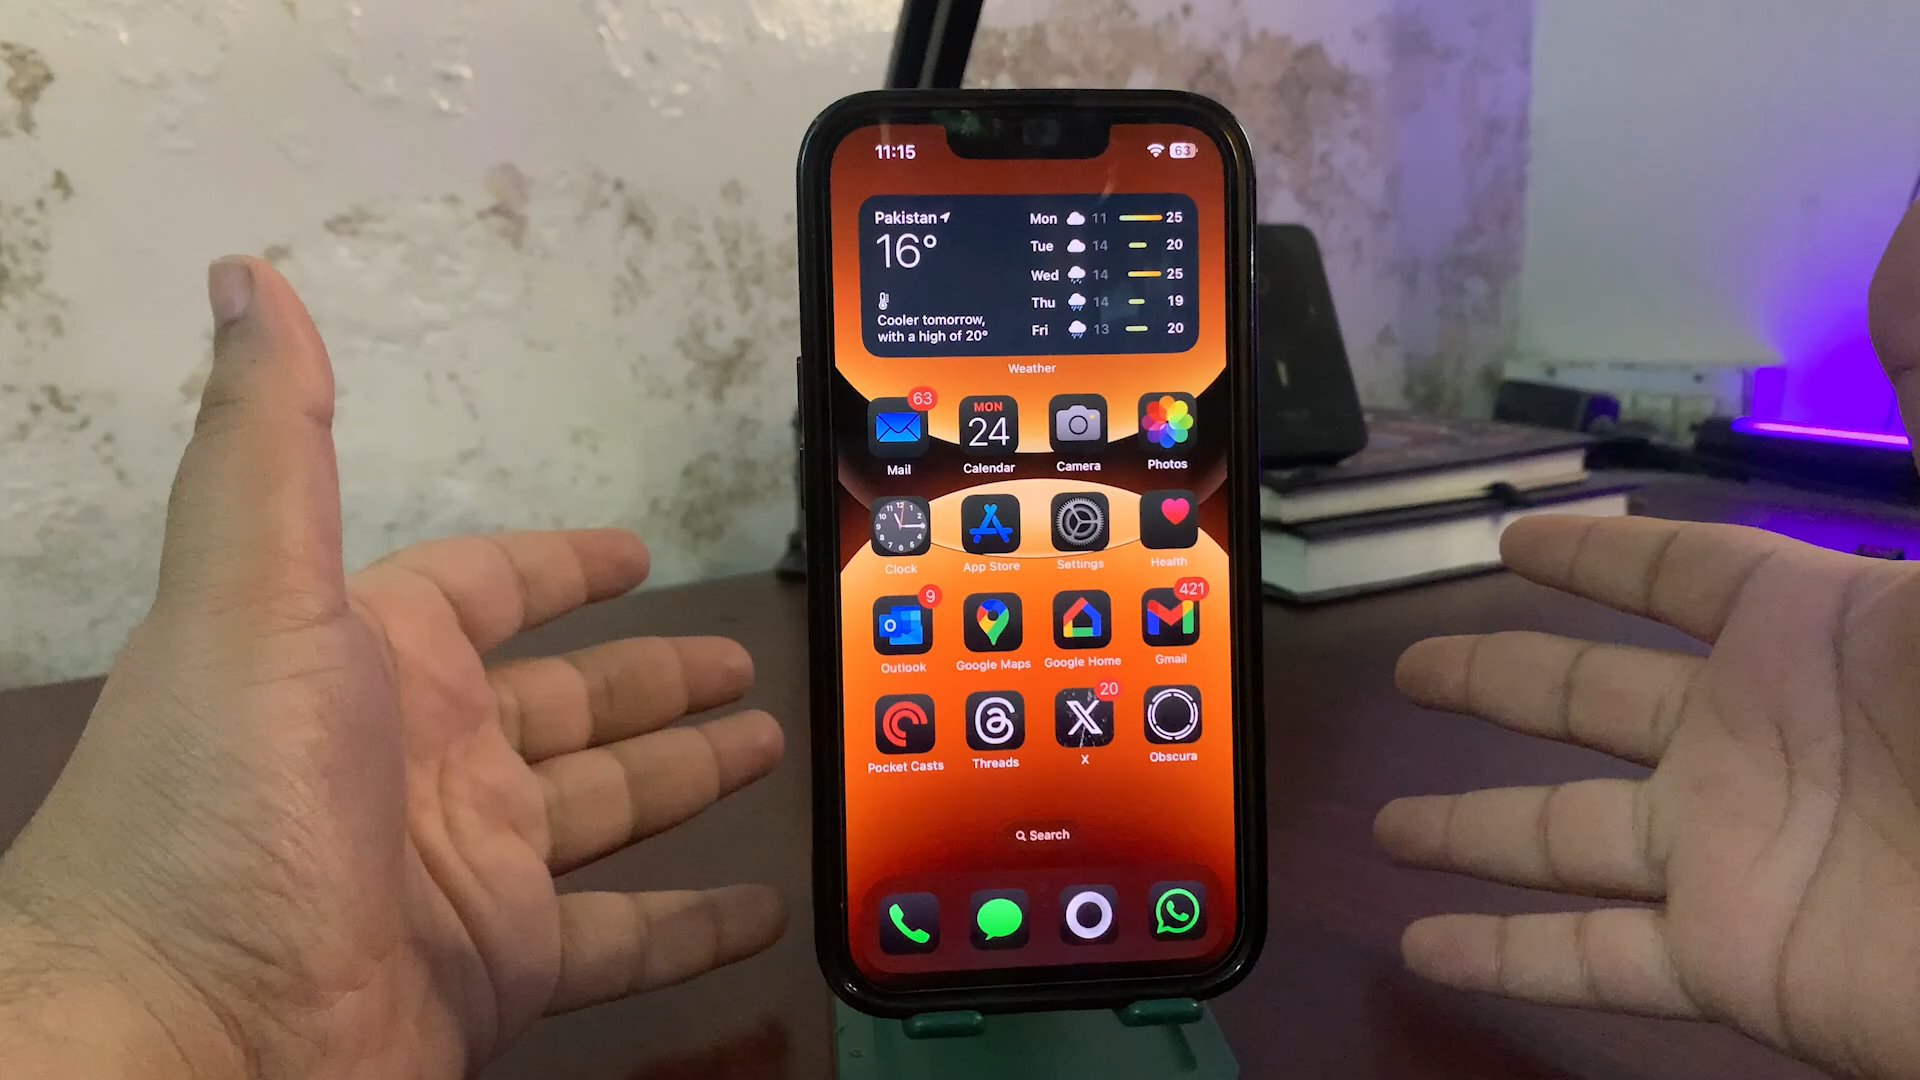 11:15
63
Pakistan
16°
Cooler tomorrow,
with a high of 20°
Mon 11 25
Tue 14 20
Wed 14 25
Thu 14 19
Fri 13 20
Weather
63
MON
24
Mail
Calendar
Camera
Photos
Clock
App Store
Settings
Health
9
421
Outlook
Google Maps
Google Home
Gmail
20
Pocket Casts
Threads
X
Obscura
Search